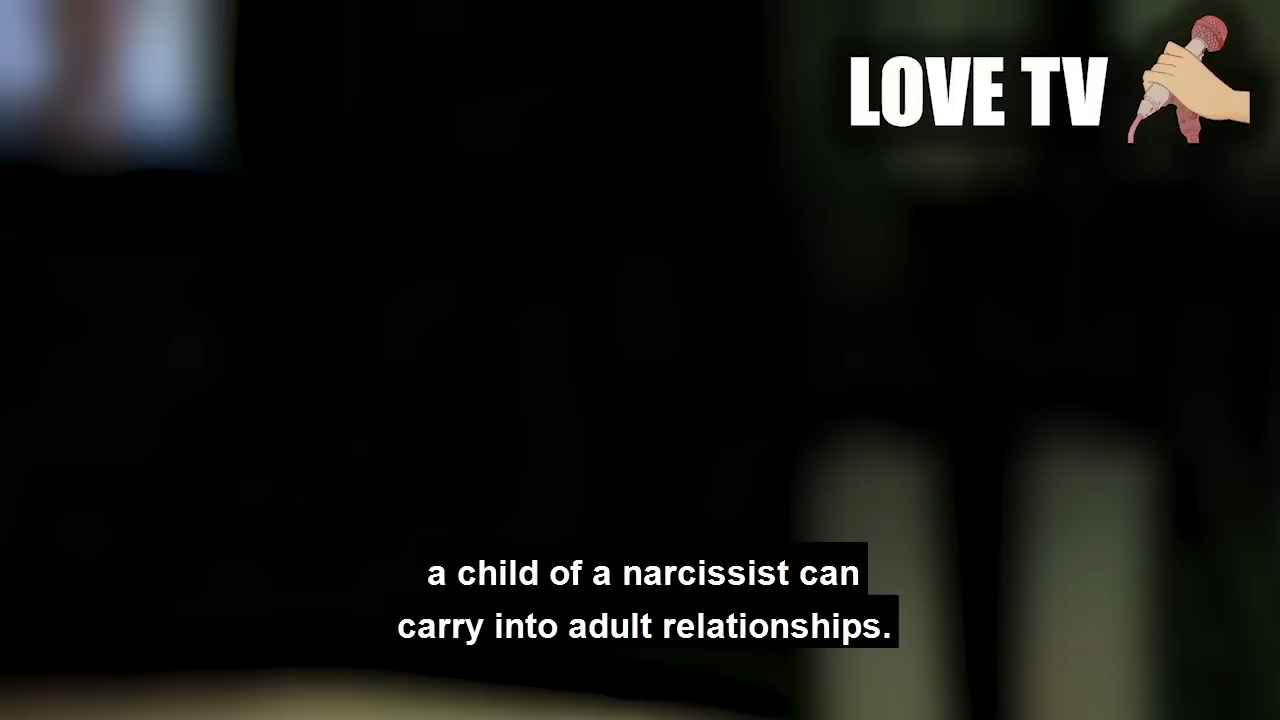 LOVE TV
a child of a narcissist can
carry into adult relationships.